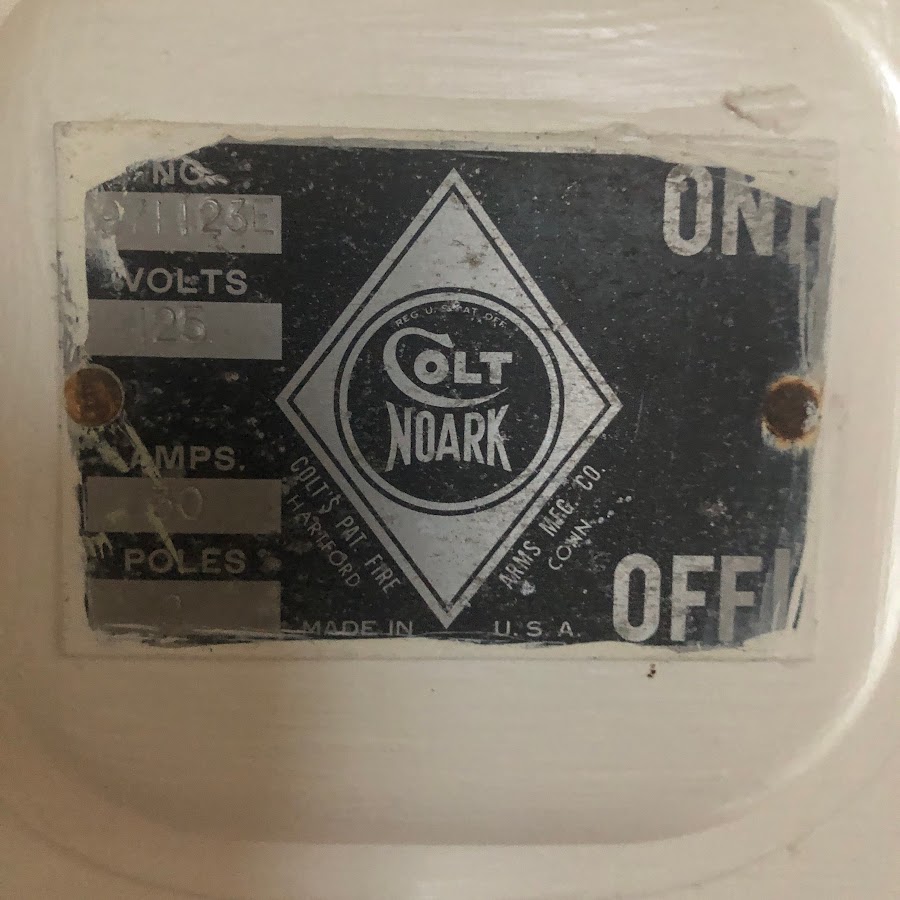 NO.
VOLTS
125
AMPS.
POLES
REG. U.S. PAT. OFF.
COLT
NOARK
COLT'S PAT. FIRE
ARMS MFG. CO.
HARTFORD
CONN.
MADE IN U.S.A.
ON
OFF